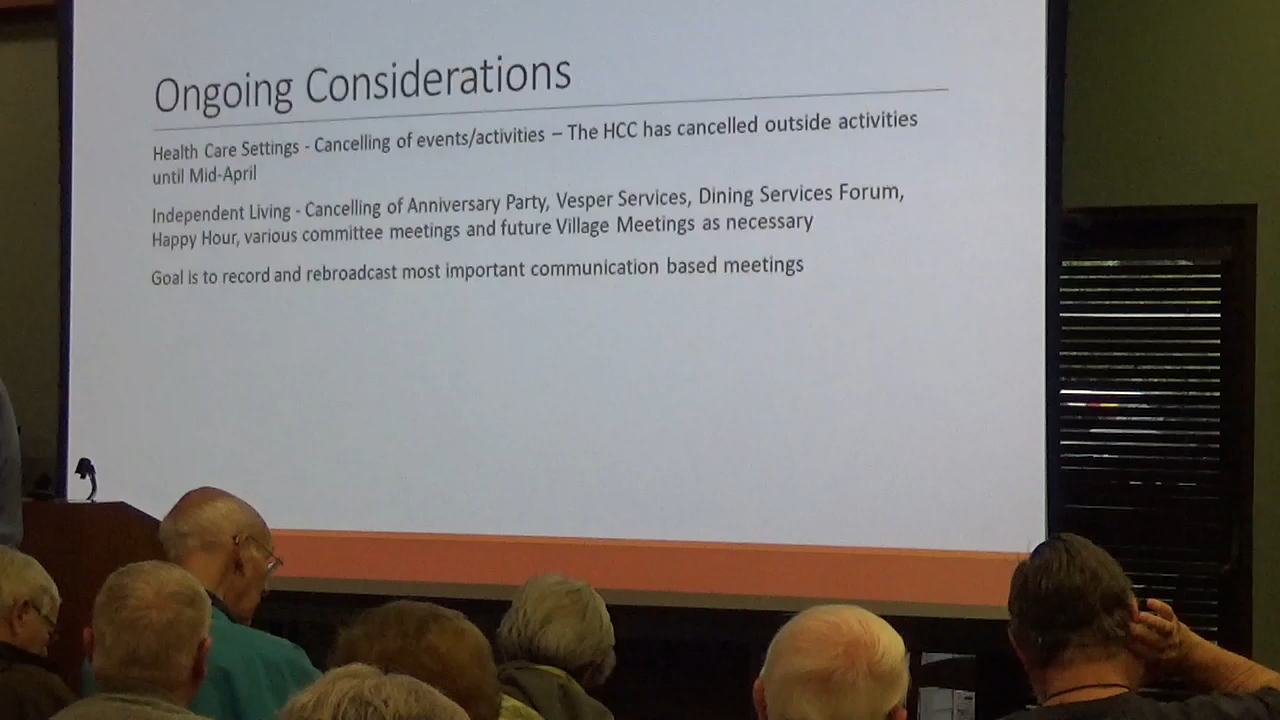 Ongoing Considerations
Health Care Settings - Cancelling of events/activities – The HCC has cancelled outside activities
until Mid-April
Independent Living - Cancelling of Anniversary Party, Vesper Services, Dining Services Forum,
Happy Hour, various committee meetings and future Village Meetings as necessary
Goal is to record and rebroadcast most important communication based meetings